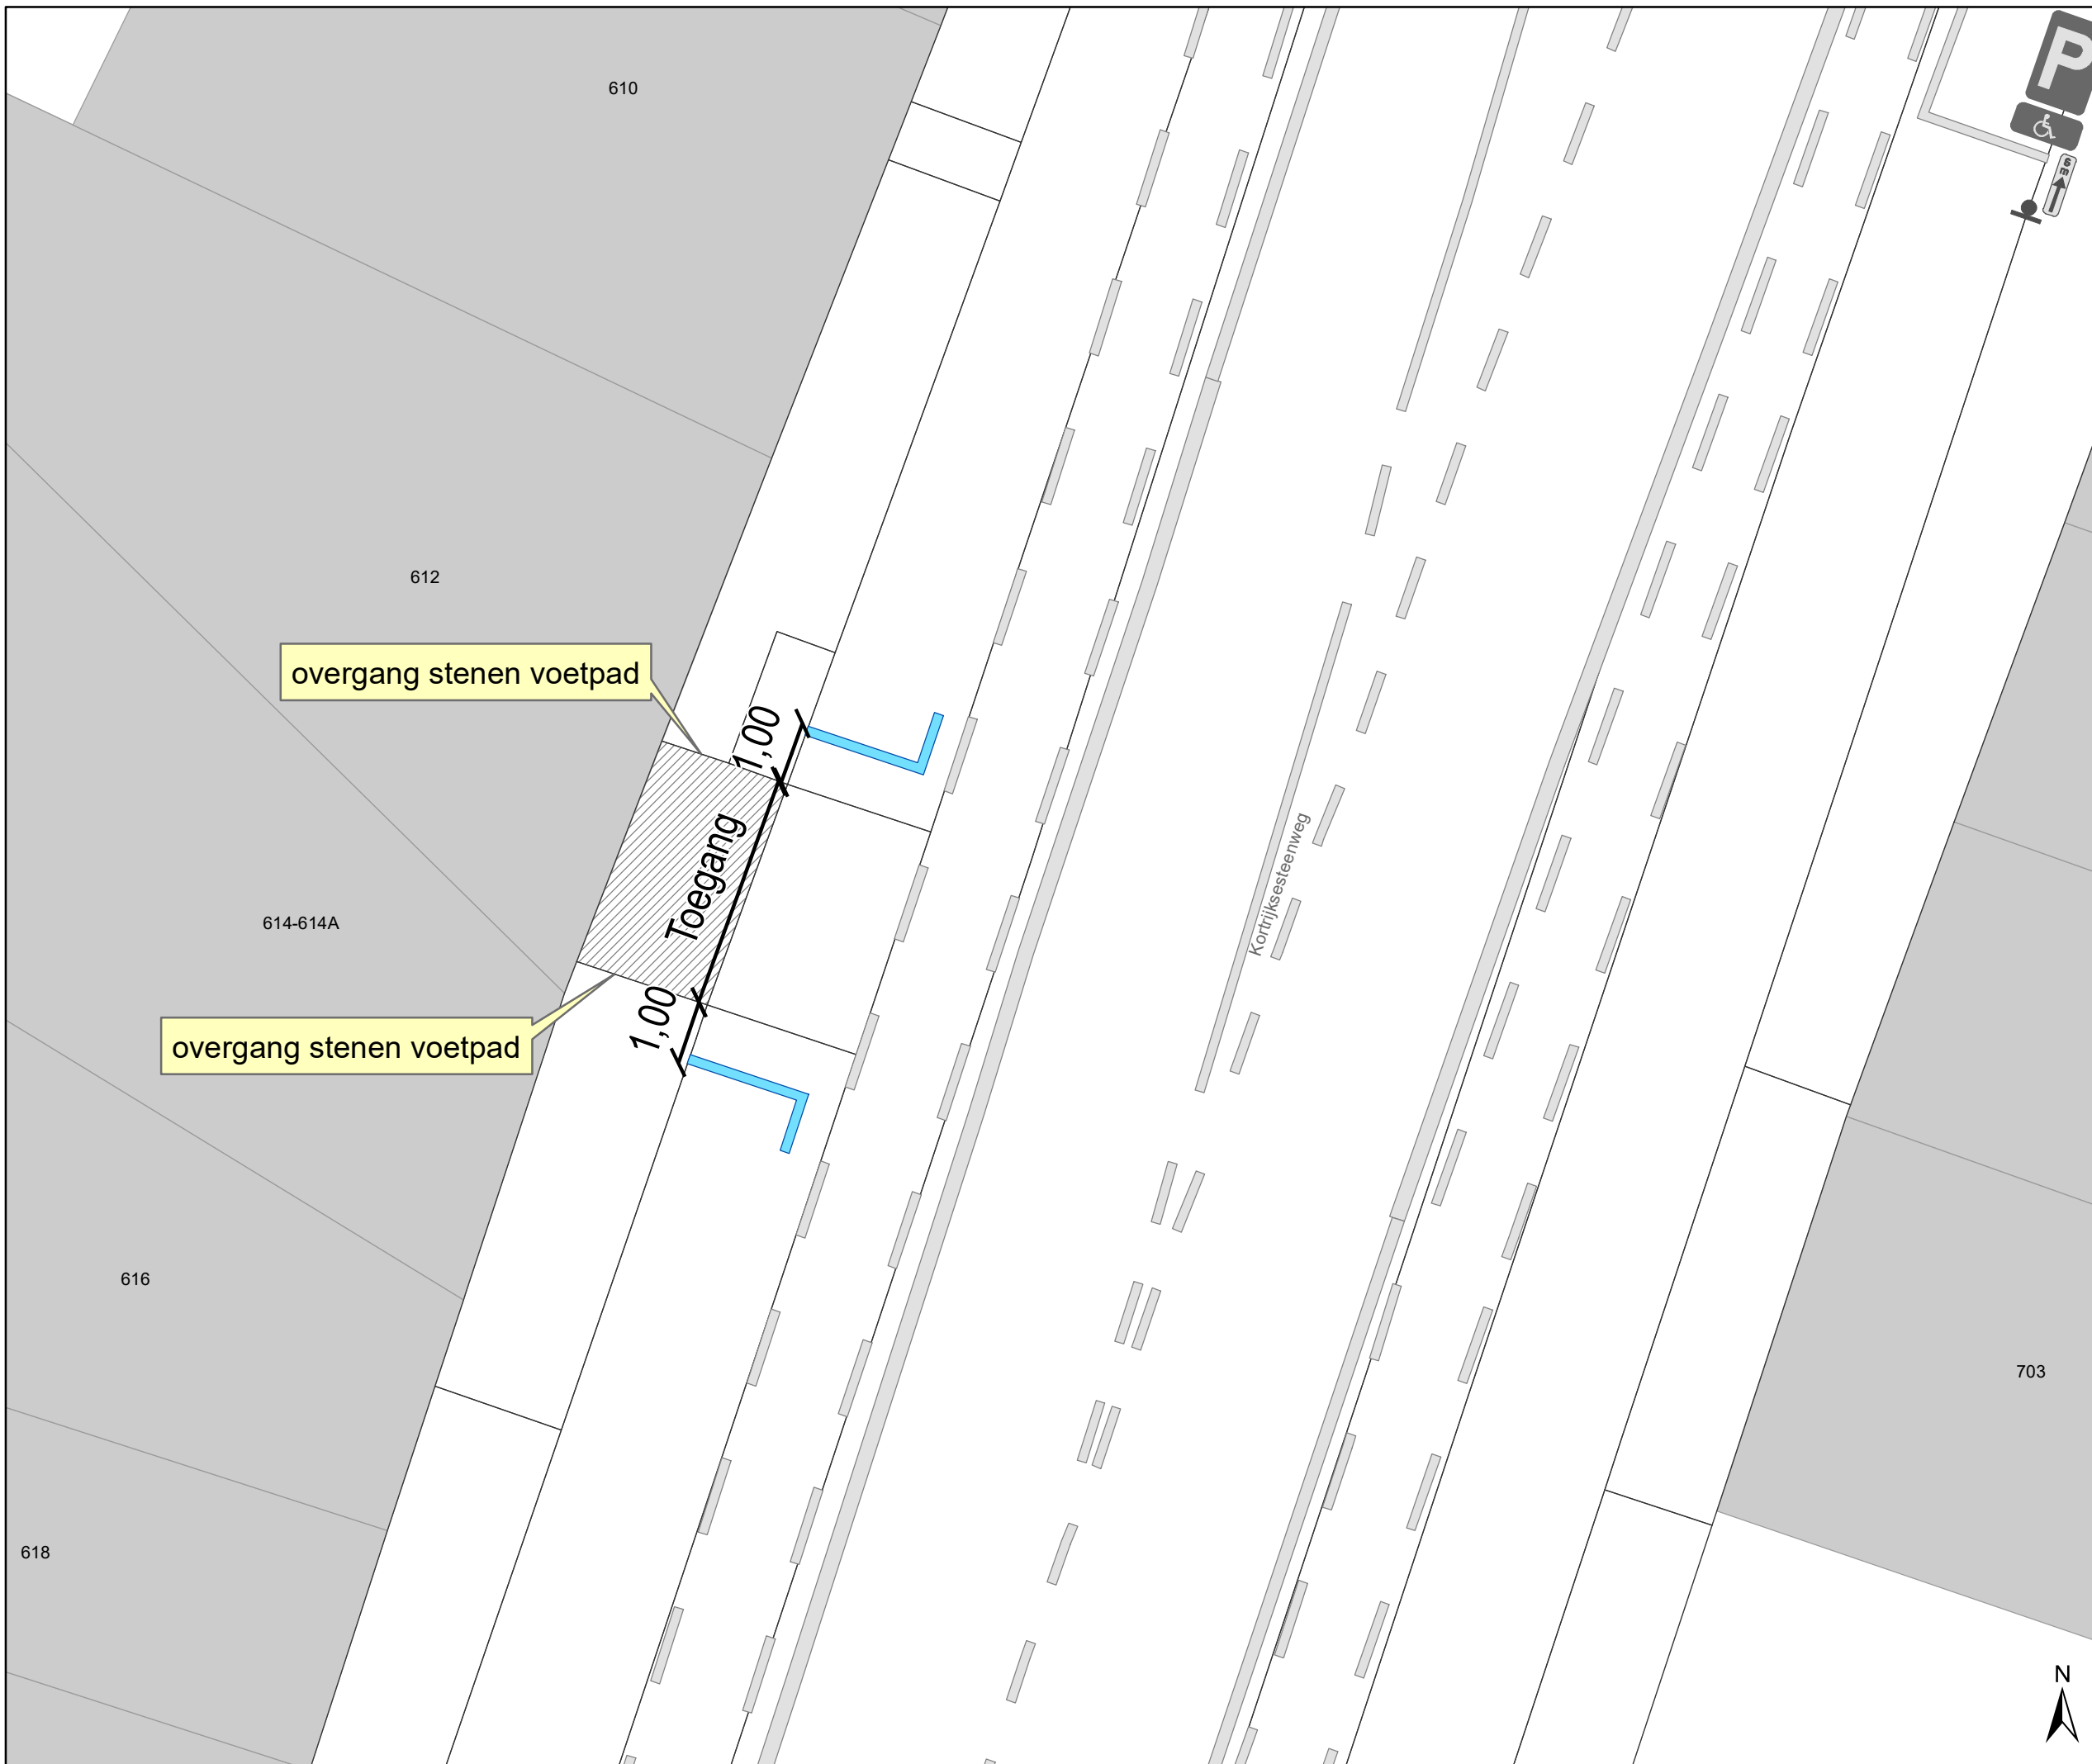 610
P
6m
612
overgang stenen voetpad
1,00
Toegang
Kortrijksesteenweg
614-614A
1,00
overgang stenen voetpad
616
703
618
N